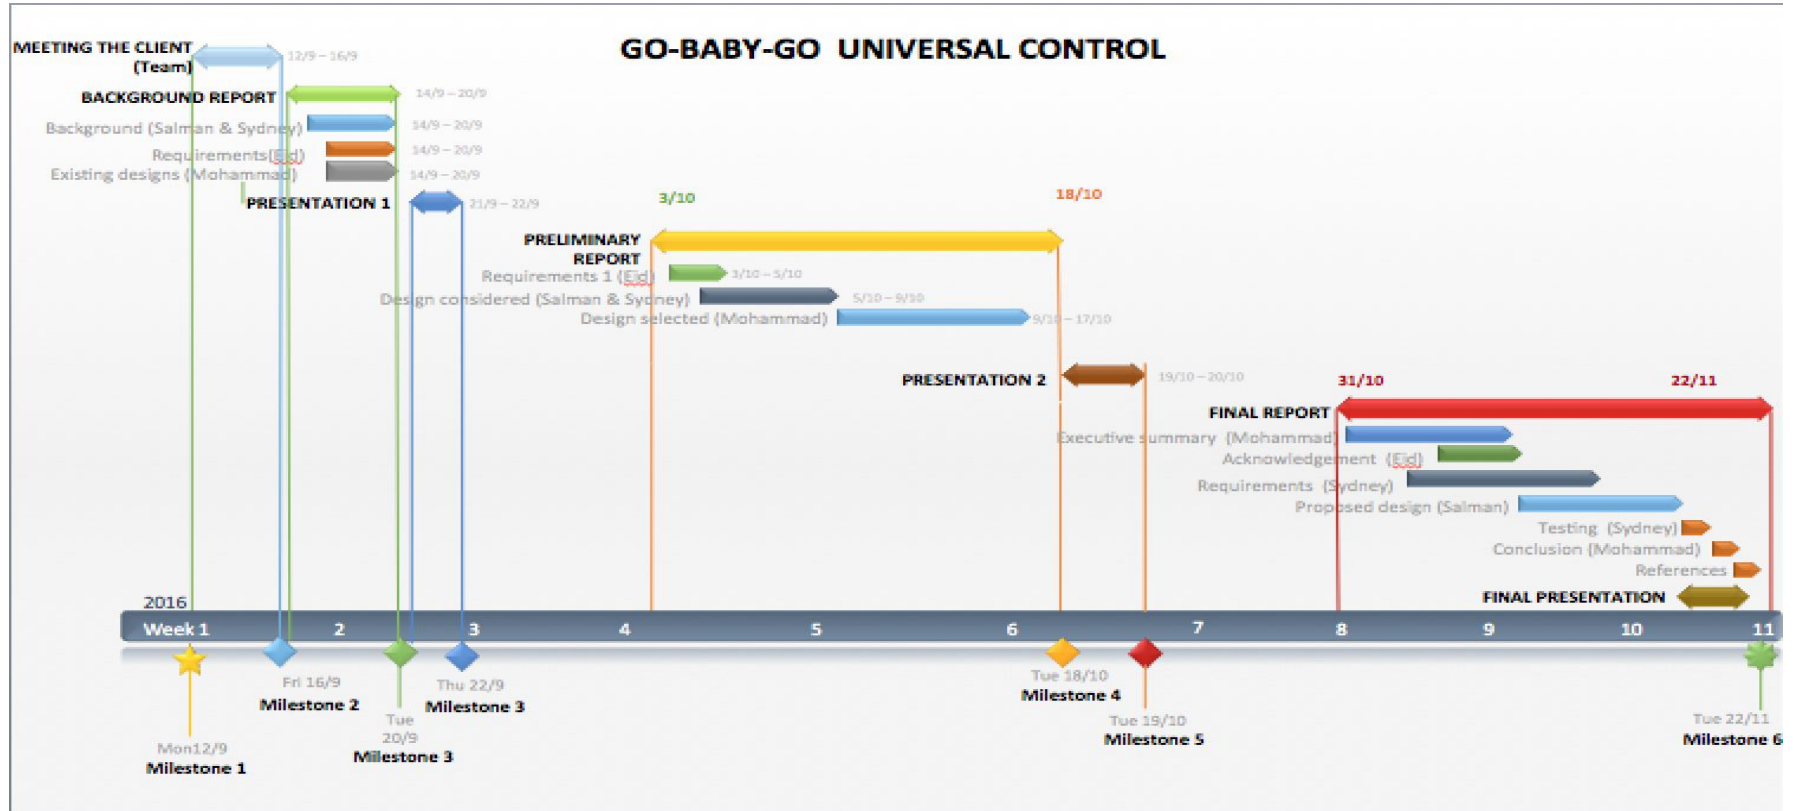 GO-BABY-GO UNIVERSAL CONTROL
MEETING THE CLIENT
(Team)
12/9 – 16/9
BACKGROUND REPORT
14/9 – 20/9
Background (Salman & Sydney)
14/9 – 20/9
Requirements(Eid)
14/9 – 20/9
Existing designs (Mohammad)
14/9 – 20/9
PRESENTATION 1
21/9 – 22/9
3/10
18/10
PRELIMINARY
REPORT
Requirements 1 (Eid)
3/10 – 5/10
Design considered (Salman & Sydney)
5/10 – 9/10
Design selected (Mohammad)
9/10 – 17/10
PRESENTATION 2
19/10 – 20/10
31/10
22/11
FINAL REPORT
Executive summary (Mohammad)
Acknowledgement (Eid)
Requirements (Sydney)
Proposed design (Salman)
Testing (Sydney)
Conclusion (Mohammad)
References
FINAL PRESENTATION
2016
Week 1 2 3 4 5 6 7 8 9 10 11
Mon12/9
Milestone 1
Fri 16/9
Milestone 2
Tue
20/9
Milestone 3
Thu 22/9
Milestone 3
Tue 18/10
Milestone 4
Tue 19/10
Milestone 5
Tue 22/11
Milestone 6